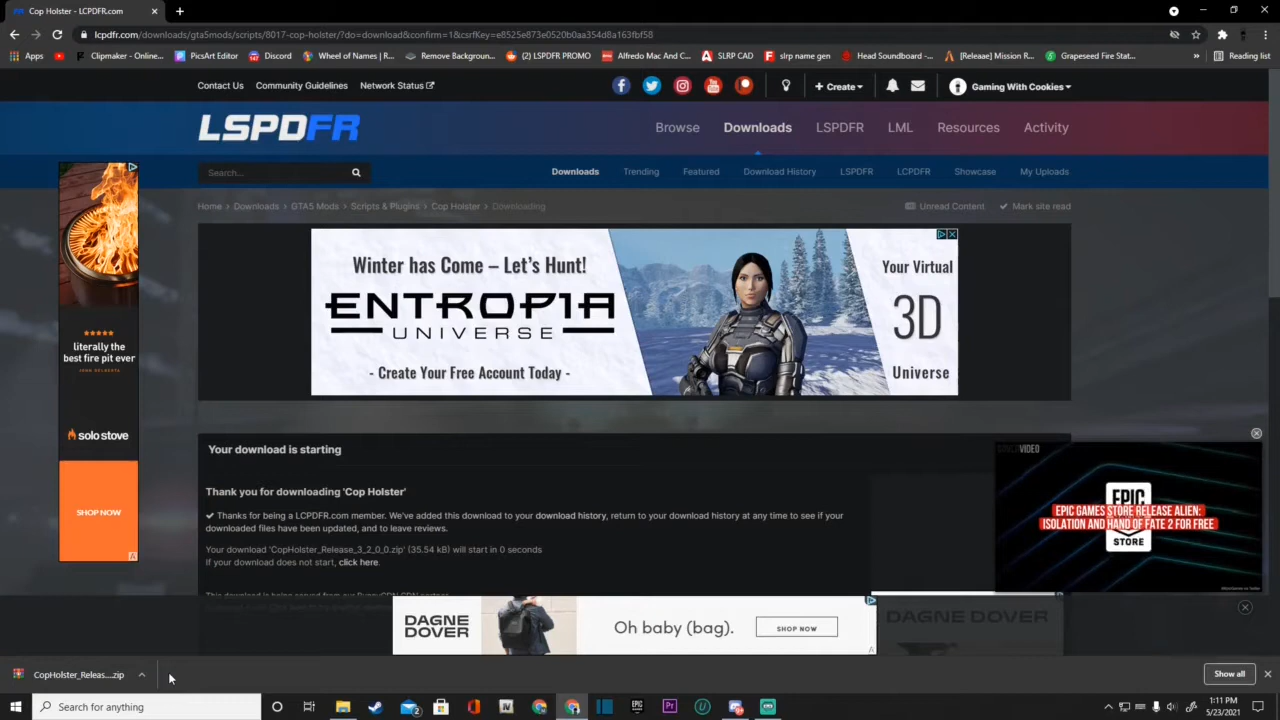 Cop Holster - LCPDFR.com
lcpdfr.com/downloads/gta5mods/scripts/8017-cop-holster/?do=download&confirm=1&csrfKey=e8525e873e0520b0aa354d8a163fbf58
Apps
Clipmaker - Online...
PicsArt Editor
Discord
Wheel of Names | R...
Remove Backgroun...
(2) LSPDFR PROMO
Alfredo Mac And C...
SLRP CAD
slrp name gen
Head Soundboard -...
[Release] Mission R...
Grapeseed Fire Stat...
»
Reading list
Contact Us
Community Guidelines
Network Status
+ Create
Gaming With Cookies
LSPDFR
Browse
Downloads
LSPDFR
LML
Resources
Activity
Search...
Downloads
Trending
Featured
Download History
LSPDFR
LCPDFR
Showcase
My Uploads
Home > Downloads > GTA5 Mods > Scripts & Plugins > Cop Holster > Downloading
Unread Content
Mark site read
Winter has Come – Let's Hunt!
ENTROPIA
UNIVERSE
- Create Your Free Account Today -
Your Virtual
3D
Universe
literally the
best fire pit ever
solo stove
SHOP NOW
Your download is starting
Thank you for downloading 'Cop Holster'
Thanks for being a LCPDFR.com member. We've added this download to your download history, return to your download history at any time to see if your
downloaded files have been updated, and to leave reviews.
Your download 'CopHolster_Release_3_2_0_0.zip' (35.54 kB) will start in 0 seconds
If your download does not start, click here.
EPIC
GAMES
STORE
EPIC GAMES STORE RELEASE ALIEN:
ISOLATION AND HAND OF FATE 2 FOR FREE
DAGNE
DOVER
Oh baby (bag).
SHOP NOW
DAGNE DOVER
CopHolster_Releas....zip
Show all
Search for anything
1:11 PM
5/23/2021